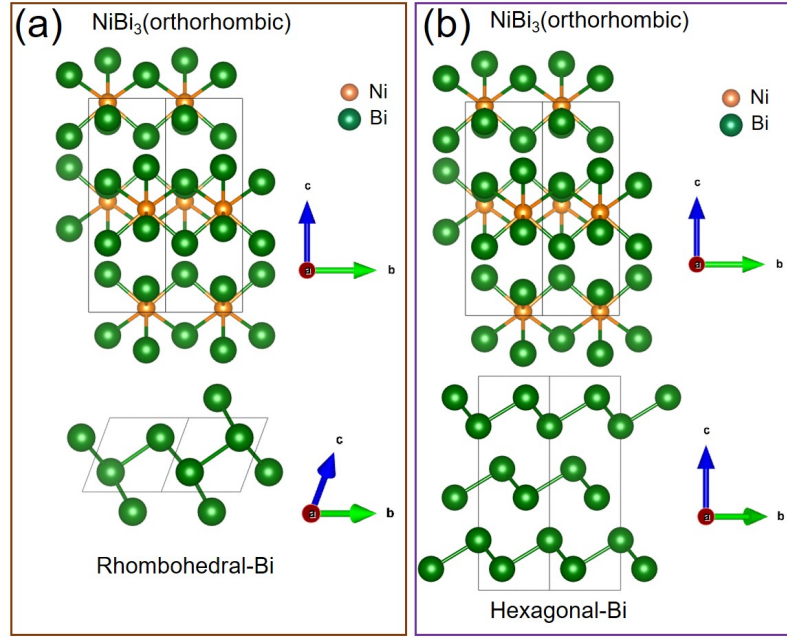 (a)
NiBi₃(orthorhombic)
Ni
Bi
c
a
b
c
a
b
Rhombohedral-Bi
(b)
NiBi₃(orthorhombic)
Ni
Bi
c
a
b
c
a
b
Hexagonal-Bi